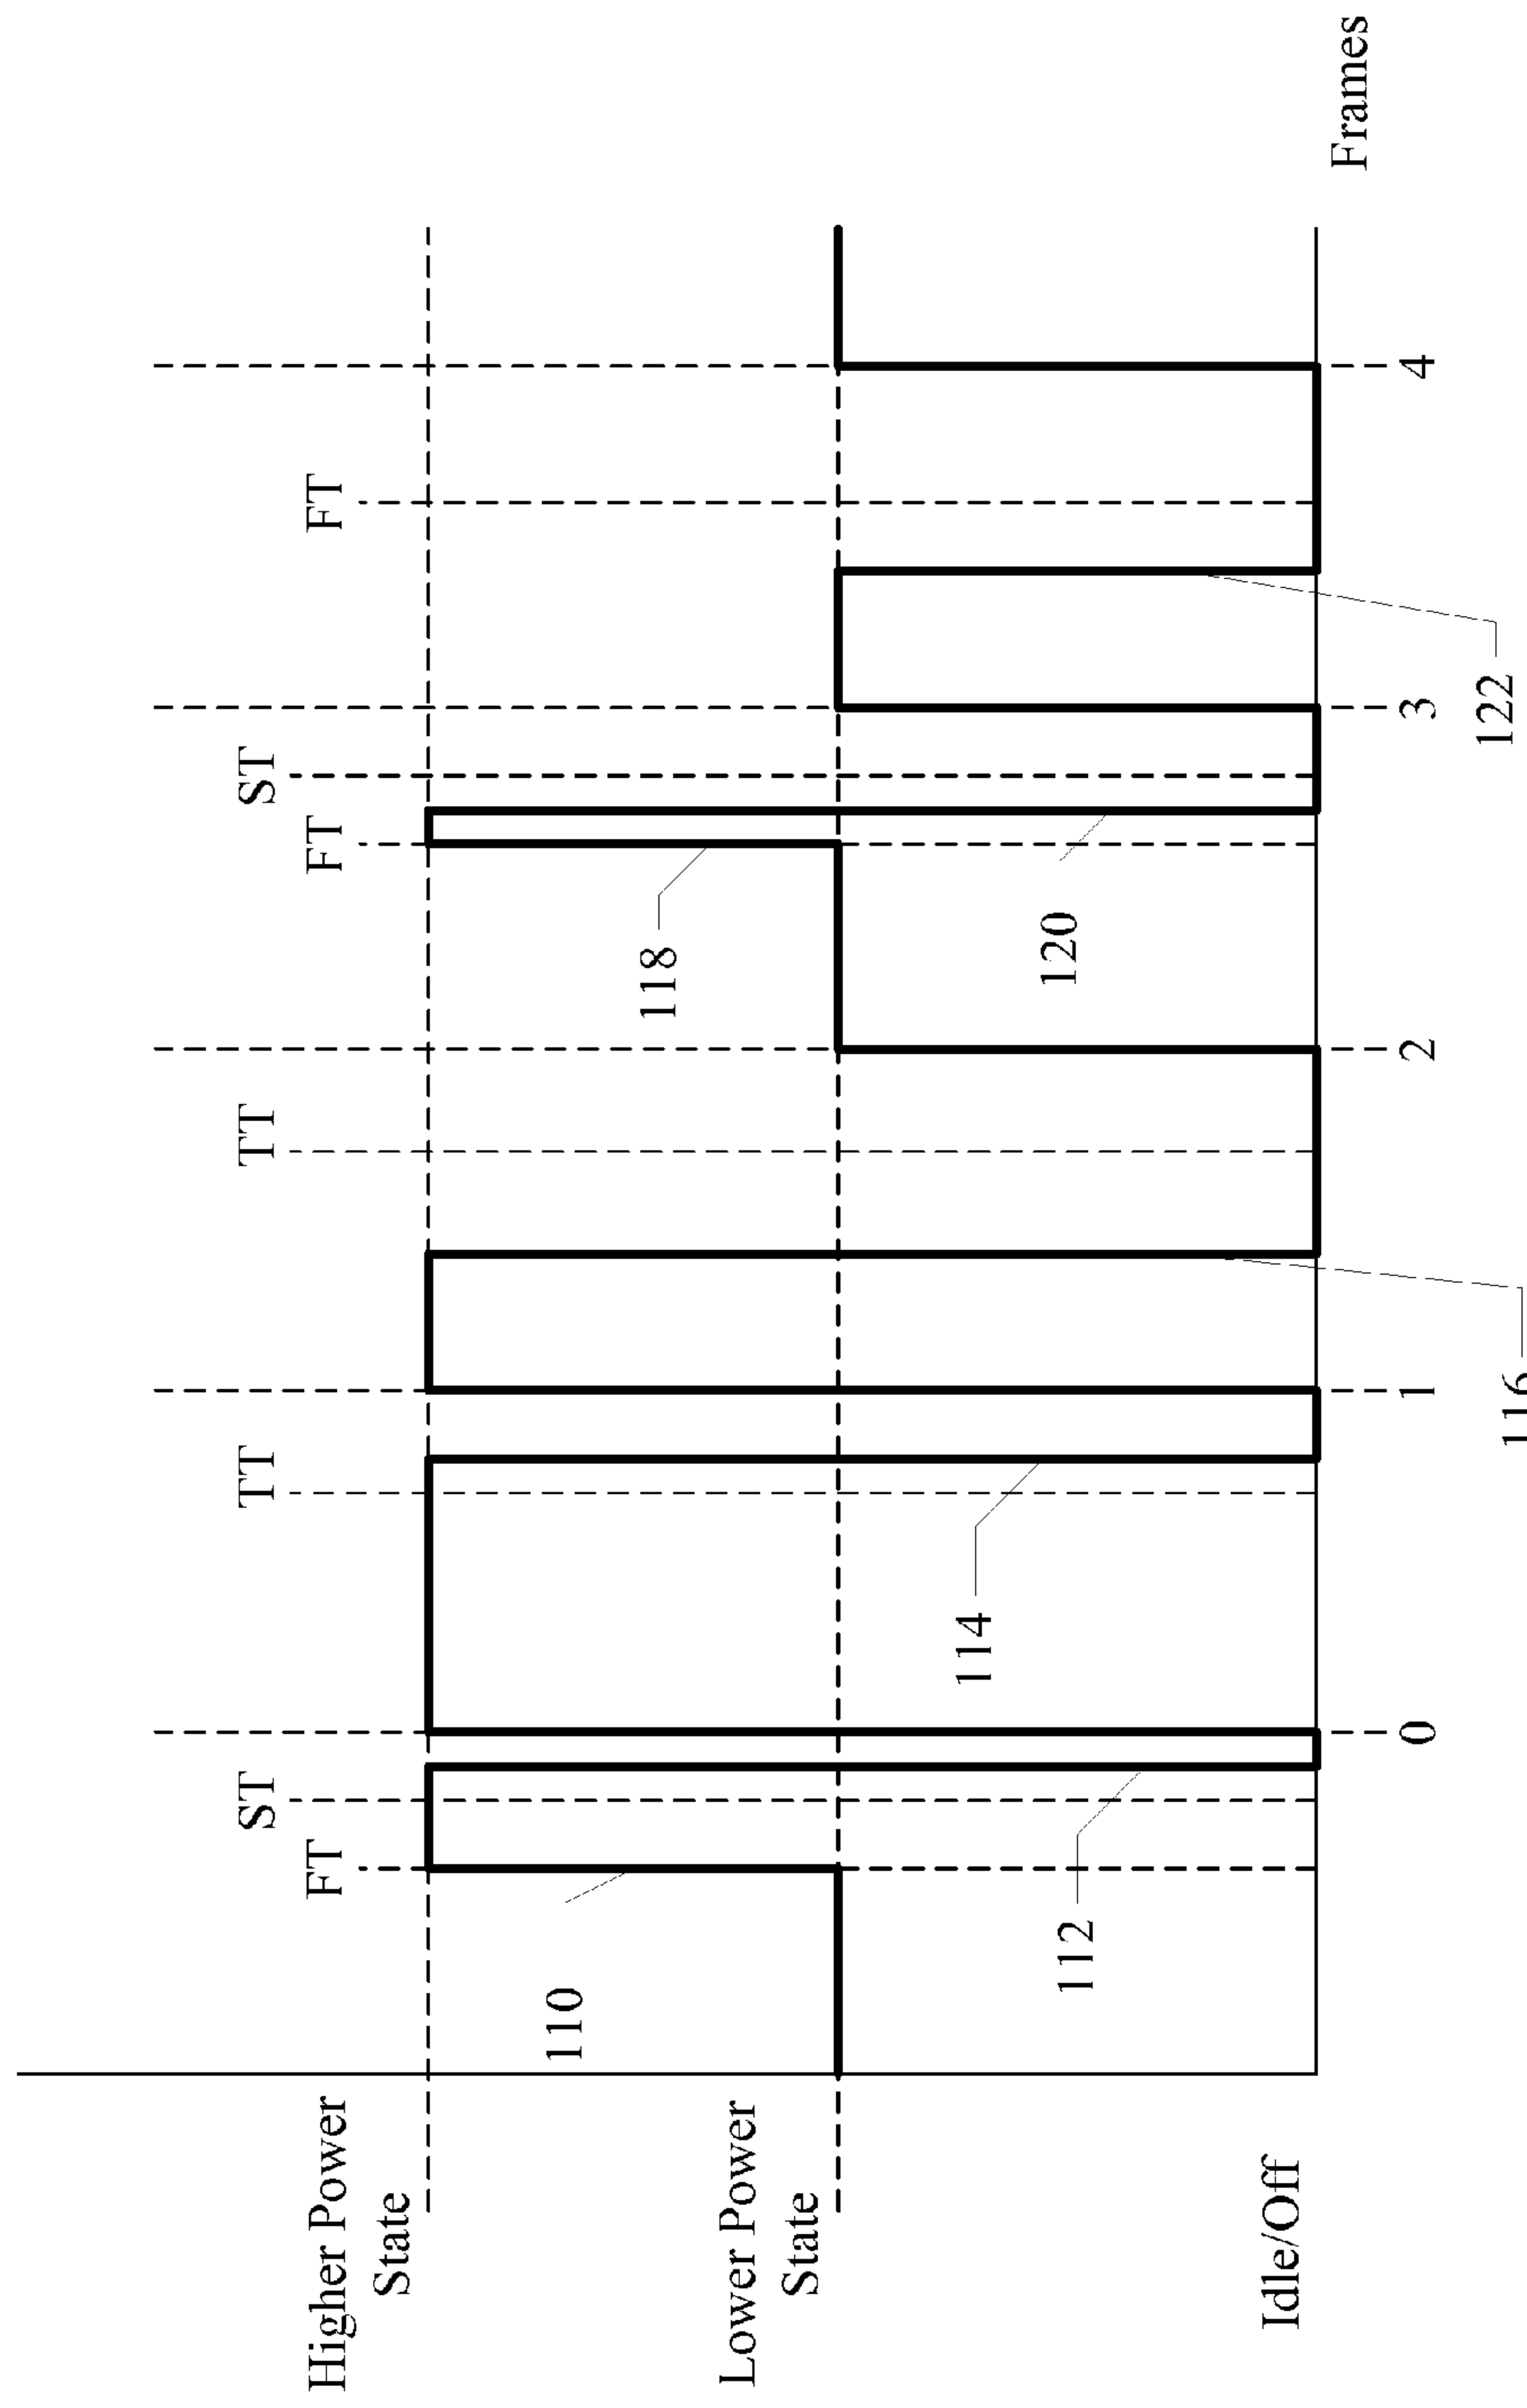 Higher Power
State
Lower Power
State
Idle/Off
FT
ST
TT
TT
FT
ST
FT
110
112
114
116
118
120
122
0
1
2
3
4
Frames